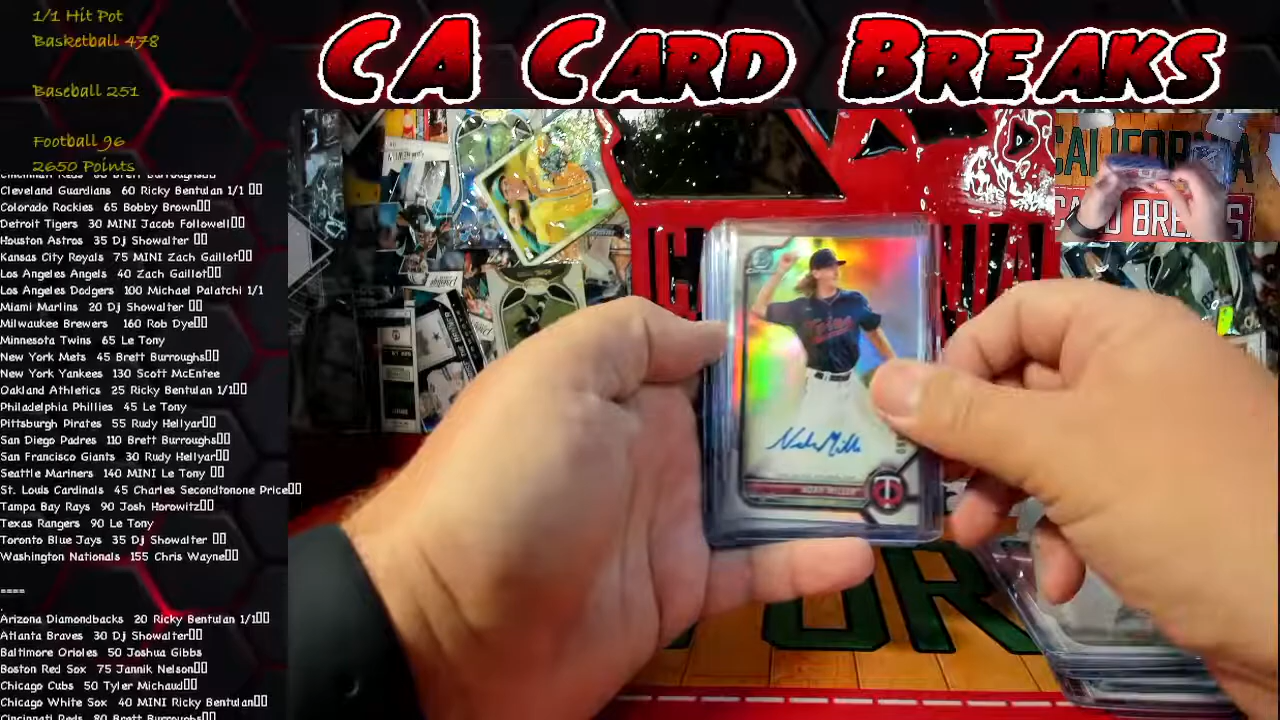 1/1 Hit Pot
Basketball 478
Baseball 251
Football 96
2650 Points
CA CARD BREAKS
Cleveland Guardians 60 Ricky Bentulan 1/1
Colorado Rockies 65 Bobby Brown
Detroit Tigers 30 MINI Jacob Followell
Houston Astros 35 Dj Showalter
Kansas City Royals 75 MINI Zach Gaillot
Los Angeles Angels 40 Zach Gaillot
Los Angeles Dodgers 100 Michael Palatchi 1/1
Miami Marlins 20 Dj Showalter
Milwaukee Brewers 160 Rob Dye
Minnesota Twins 65 Le Tony
New York Mets 45 Brett Burroughs
New York Yankees 130 Scott McEntee
Oakland Athletics 25 Ricky Bentulan 1/1
Philadelphia Phillies 45 Le Tony
Pittsburgh Pirates 55 Rudy Hellyar
San Diego Padres 110 Brett Burroughs
San Francisco Giants 30 Rudy Hellyar
Seattle Mariners 140 MINI Le Tony
St. Louis Cardinals 45 Charles Secondtonone Price
Tampa Bay Rays 90 Josh Horowitz
Texas Rangers 90 Le Tony
Toronto Blue Jays 35 Dj Showalter
Washington Nationals 155 Chris Wayne
====
.
Arizona Diamondbacks 20 Ricky Bentulan 1/1
Atlanta Braves 30 Dj Showalter
Baltimore Orioles 50 Joshua Gibbs
Boston Red Sox 75 Jannik Nelson
Chicago Cubs 50 Tyler Michaud
Chicago White Sox 40 MINI Ricky Bentulan
Cincinnati Reds 80 Brett Burroughs
CALIFORNIA
CARD BREAKS
Twins